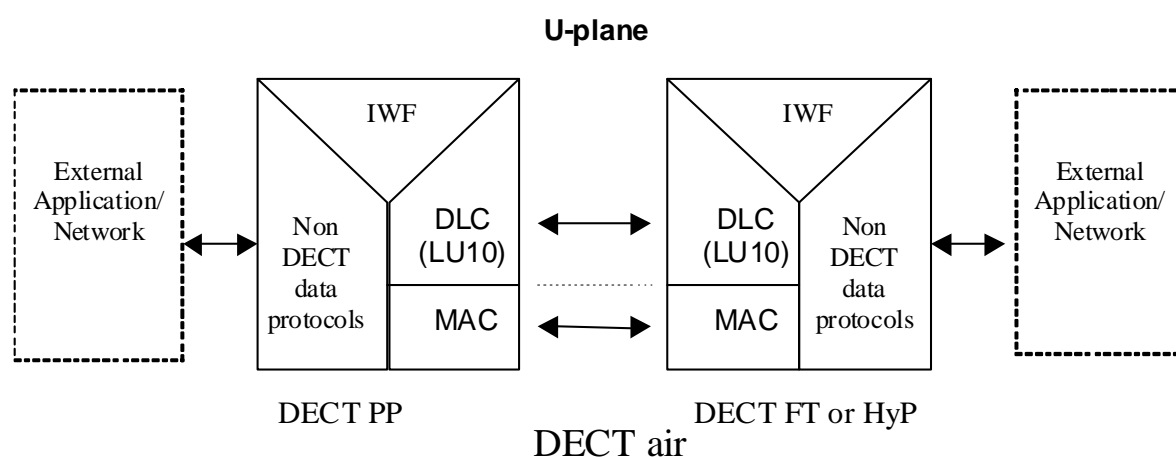 U-plane
External
Application/
Network
IWF
Non
DECT
data
protocols
DLC
(LU10)
MAC
IWF
DLC
(LU10)
MAC
Non
DECT
data
protocols
External
Application/
Network
DECT PP
DECT FT or HyP
DECT air